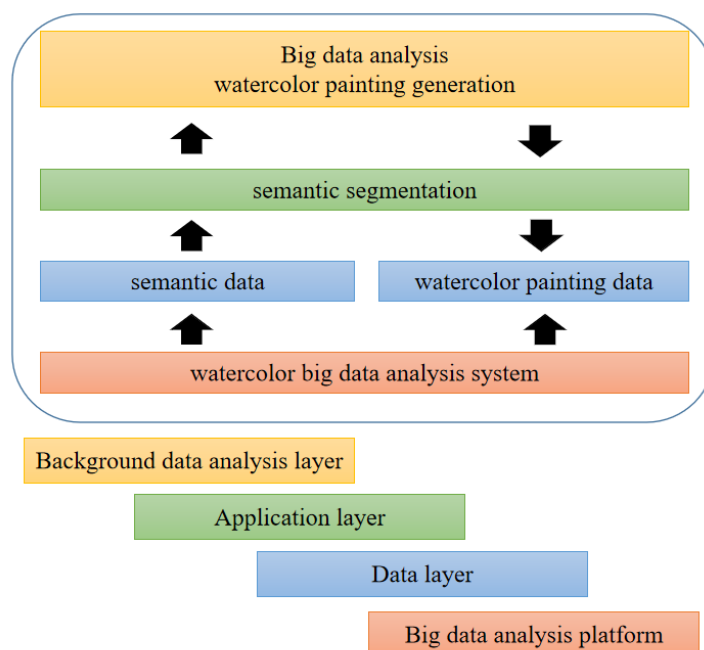 Big data analysis
watercolor painting generation
semantic segmentation
semantic data
watercolor painting data
watercolor big data analysis system
Background data analysis layer
Application layer
Data layer
Big data analysis platform